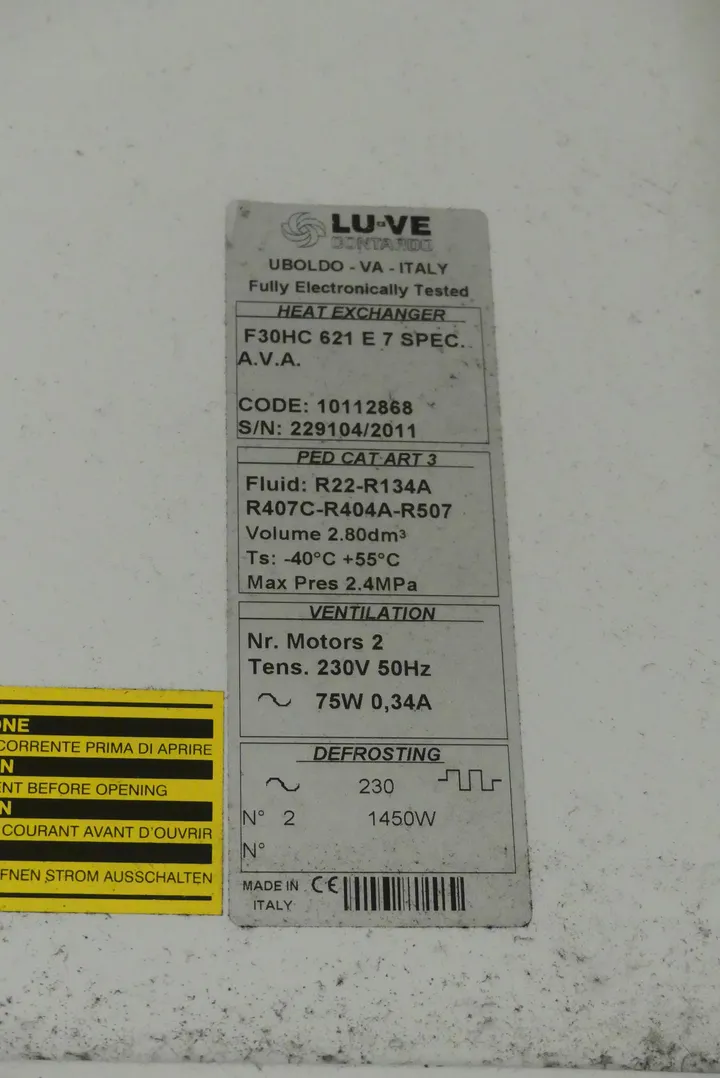 LU-VE
CONTARDO
UBOLDO - VA - ITALY
Fully Electronically Tested
HEAT EXCHANGER
F30HC 621 E 7 SPEC.
A.V.A.
CODE: 10112868
S/N: 229104/2011
PED CAT ART 3
Fluid: R22-R134A
R407C-R404A-R507
Volume 2.80dm³
Ts: -40°C +55°C
Max Pres 2.4MPa
VENTILATION
Nr. Motors 2
Tens. 230V 50Hz
75W 0,34A
DEFROSTING
230
N° 2 1450W
N°
MADE IN CE
ITALY
ONE
CORRENTE PRIMA DI APRIRE
N
ENT BEFORE OPENING
N
COURANT AVANT D'OUVRIR
FNEN STROM AUSSCHALTEN